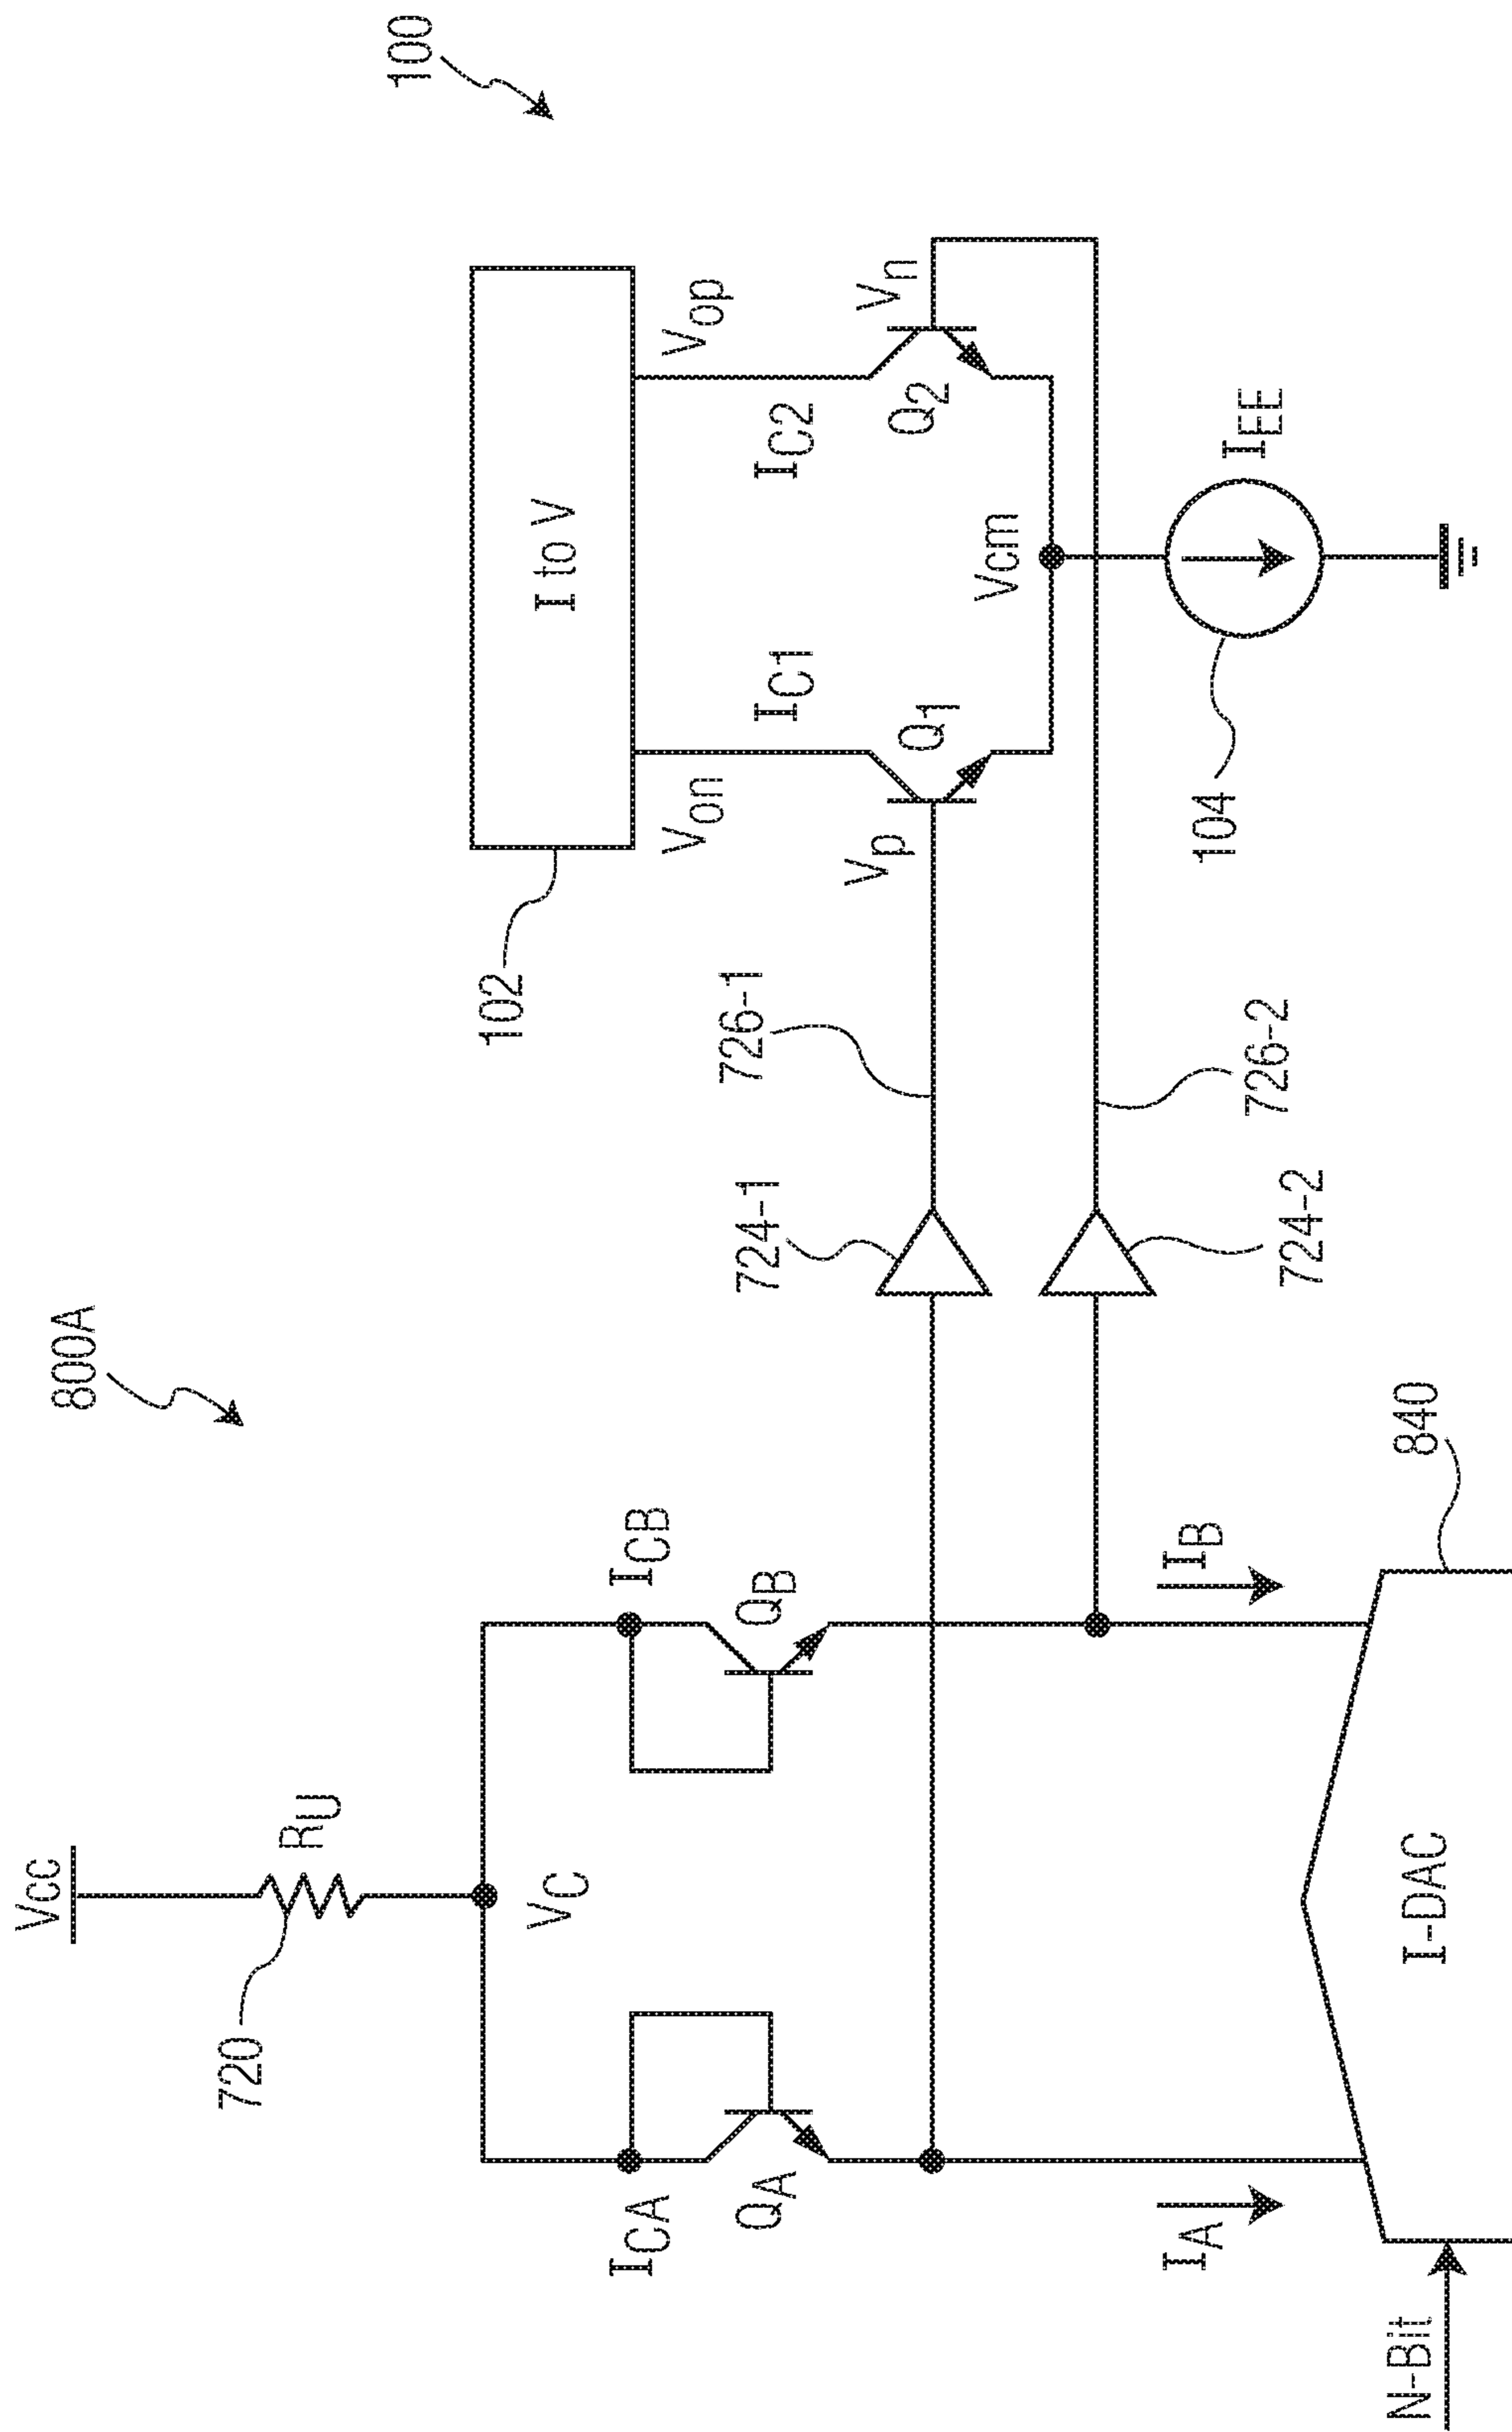 800A
100
Vcc
RU
720
VC
ICA
ICB
QA
QB
IA
IB
N-Bit
I-DAC
840
724-1
724-2
726-1
726-2
102
I to V
Von
Vop
IC1
IC2
Vp
Q1
Q2
Vn
Vcm
104
IEE